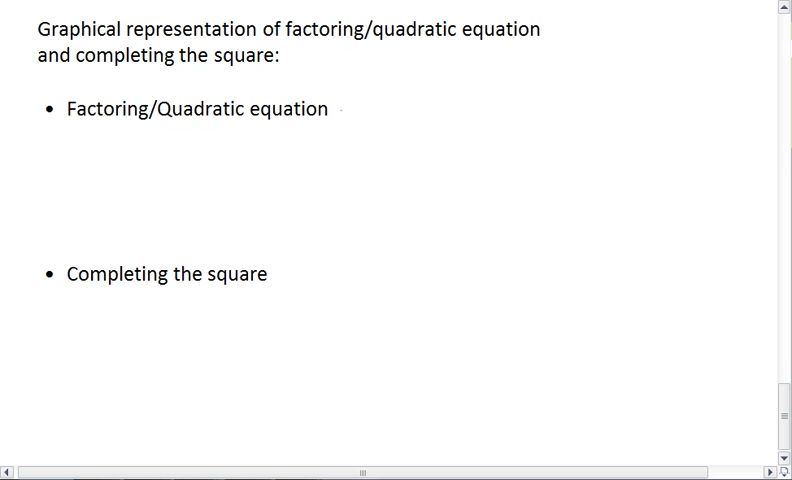 Graphical representation of factoring/quadratic equation
and completing the square:
• Factoring/Quadratic equation
• Completing the square